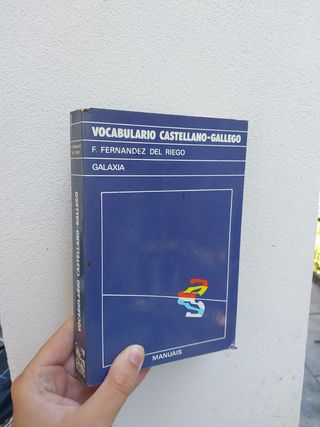 VOCABULARIO CASTELLANO-GALLEGO
F. FERNANDEZ DEL RIEGO
GALAXIA
MANUAIS
VOCABULARIO CASTELLANO-GALLEGO